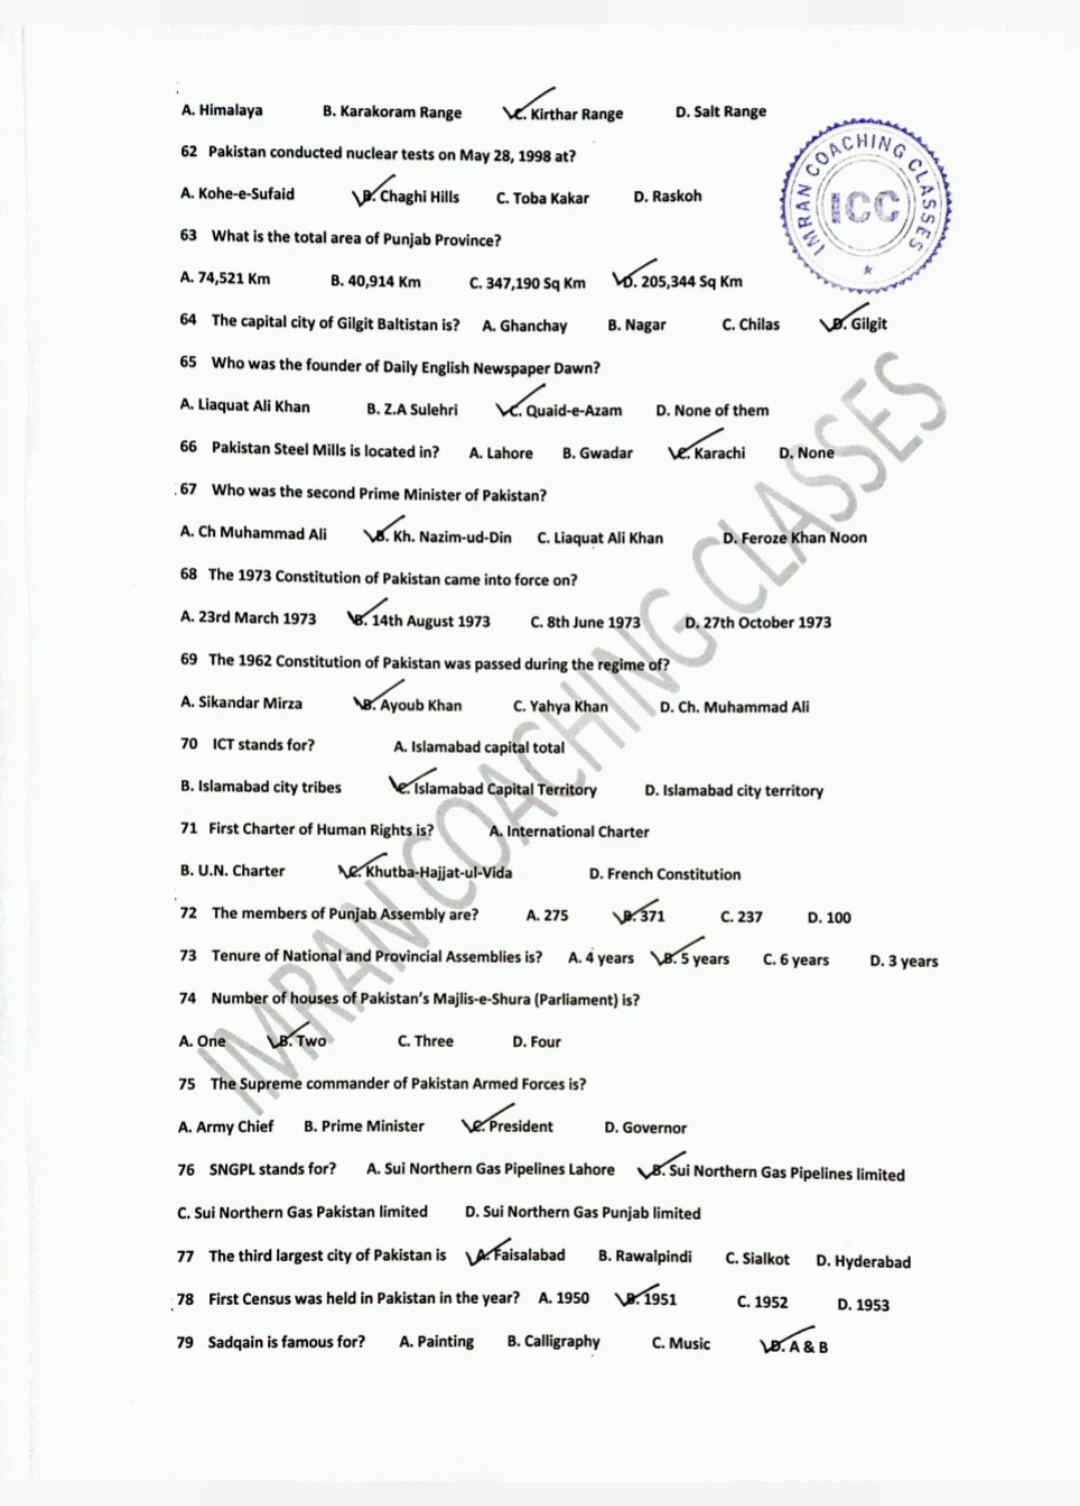 A. Himalaya B. Karakoram Range C. Kirthar Range D. Salt Range
62 Pakistan conducted nuclear tests on May 28, 1998 at?
A. Kohe-e-Sufaid B. Chaghi Hills C. Toba Kakar D. Raskoh
IMRAN COACHING CLASSES
ICC
63 What is the total area of Punjab Province?
A. 74,521 Km B. 40,914 Km C. 347,190 Sq Km D. 205,344 Sq Km
64 The capital city of Gilgit Baltistan is? A. Ghanchay B. Nagar C. Chilas D. Gilgit
65 Who was the founder of Daily English Newspaper Dawn?
A. Liaquat Ali Khan B. Z.A Sulehri C. Quaid-e-Azam D. None of them
66 Pakistan Steel Mills is located in? A. Lahore B. Gwadar C. Karachi D. None
67 Who was the second Prime Minister of Pakistan?
A. Ch Muhammad Ali B. Kh. Nazim-ud-Din C. Liaquat Ali Khan D. Feroze Khan Noon
68 The 1973 Constitution of Pakistan came into force on?
A. 23rd March 1973 B. 14th August 1973 C. 8th June 1973 D. 27th October 1973
69 The 1962 Constitution of Pakistan was passed during the regime of?
A. Sikandar Mirza B. Ayoub Khan C. Yahya Khan D. Ch. Muhammad Ali
70 ICT stands for? A. Islamabad capital total
B. Islamabad city tribes C. Islamabad Capital Territory D. Islamabad city territory
71 First Charter of Human Rights is? A. International Charter
B. U.N. Charter C. Khutba-Hajjat-ul-Vida D. French Constitution
72 The members of Punjab Assembly are? A. 275 B. 371 C. 237 D. 100
73 Tenure of National and Provincial Assemblies is? A. 4 years B. 5 years C. 6 years D. 3 years
74 Number of houses of Pakistan's Majlis-e-Shura (Parliament) is?
A. One B. Two C. Three D. Four
75 The Supreme commander of Pakistan Armed Forces is?
A. Army Chief B. Prime Minister C. President D. Governor
76 SNGPL stands for? A. Sui Northern Gas Pipelines Lahore B. Sui Northern Gas Pipelines limited
C. Sui Northern Gas Pakistan limited D. Sui Northern Gas Punjab limited
77 The third largest city of Pakistan is A. Faisalabad B. Rawalpindi C. Sialkot D. Hyderabad
78 First Census was held in Pakistan in the year? A. 1950 B. 1951 C. 1952 D. 1953
79 Sadqain is famous for? A. Painting B. Calligraphy C. Music D. A & B
IMRAN COACHING CLASSES